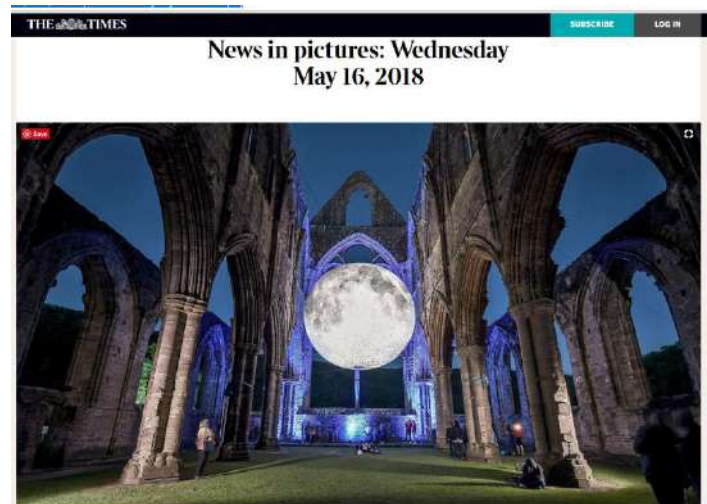 THE TIMES
SUBSCRIBE
LOG IN
News in pictures: Wednesday
May 16, 2018
Save